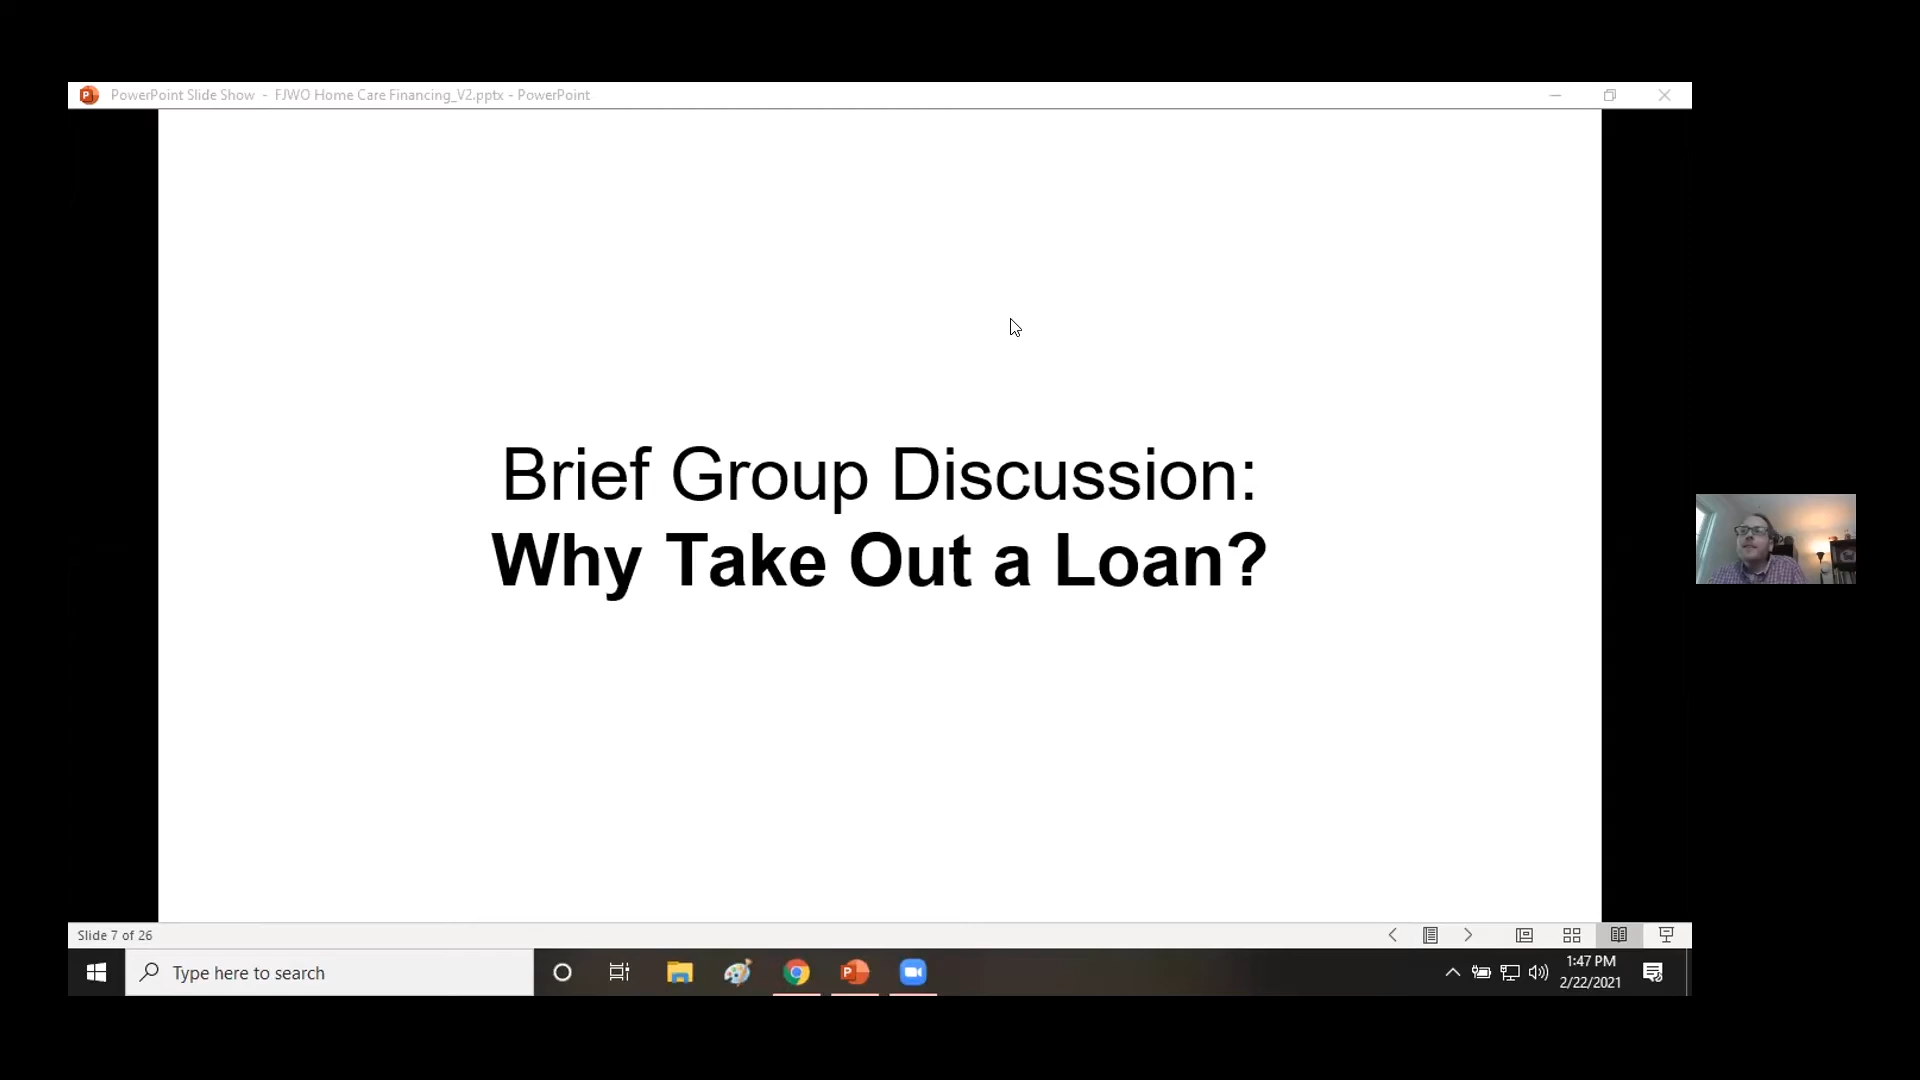 PowerPoint Slide Show - FJWO Home Care Financing_V2.pptx - PowerPoint
Brief Group Discussion:
Why Take Out a Loan?
Slide 7 of 26
Type here to search
1:47 PM
2/22/2021